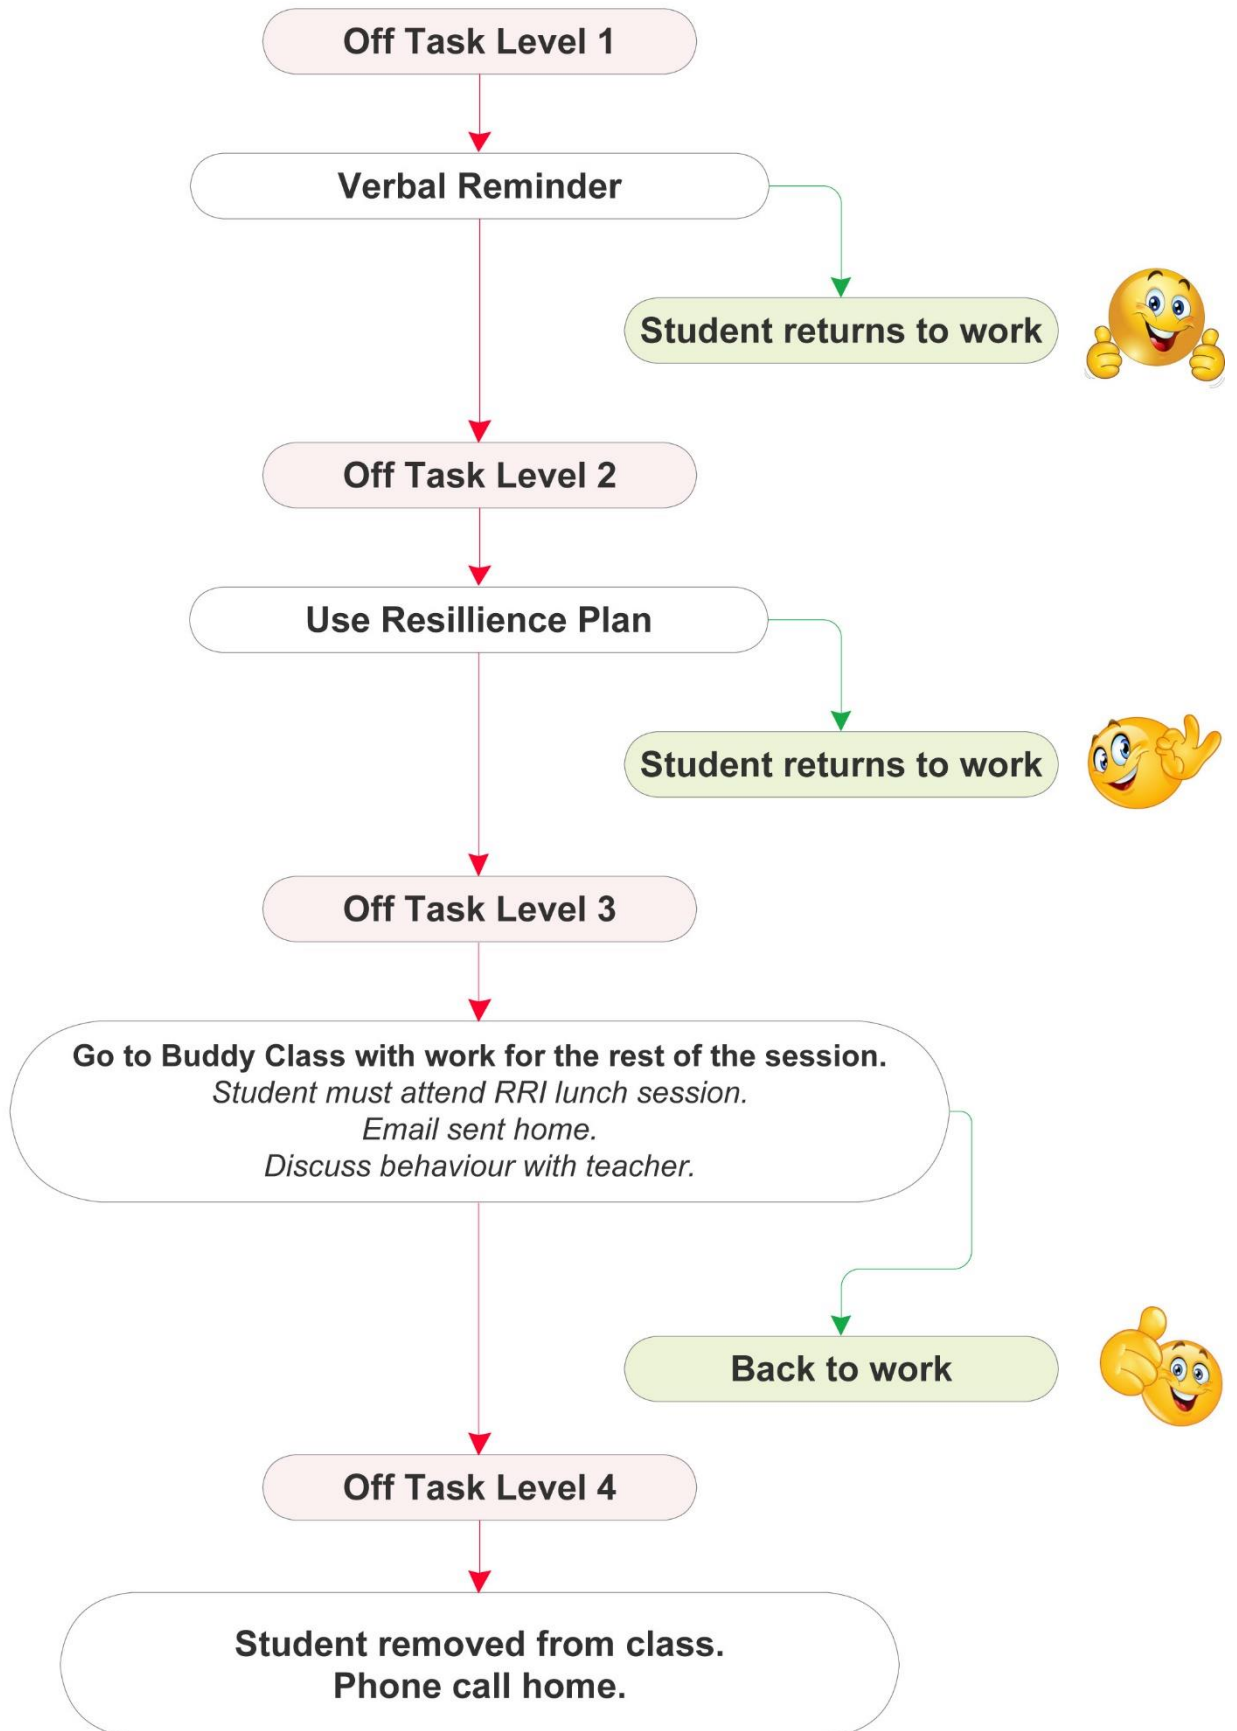 Off Task Level 1
Verbal Reminder
Student returns to work
Off Task Level 2
Use Resillience Plan
Student returns to work
Off Task Level 3
Go to Buddy Class with work for the rest of the session.
Student must attend RRI lunch session.
Email sent home.
Discuss behaviour with teacher.
Back to work
Off Task Level 4
Student removed from class.
Phone call home.